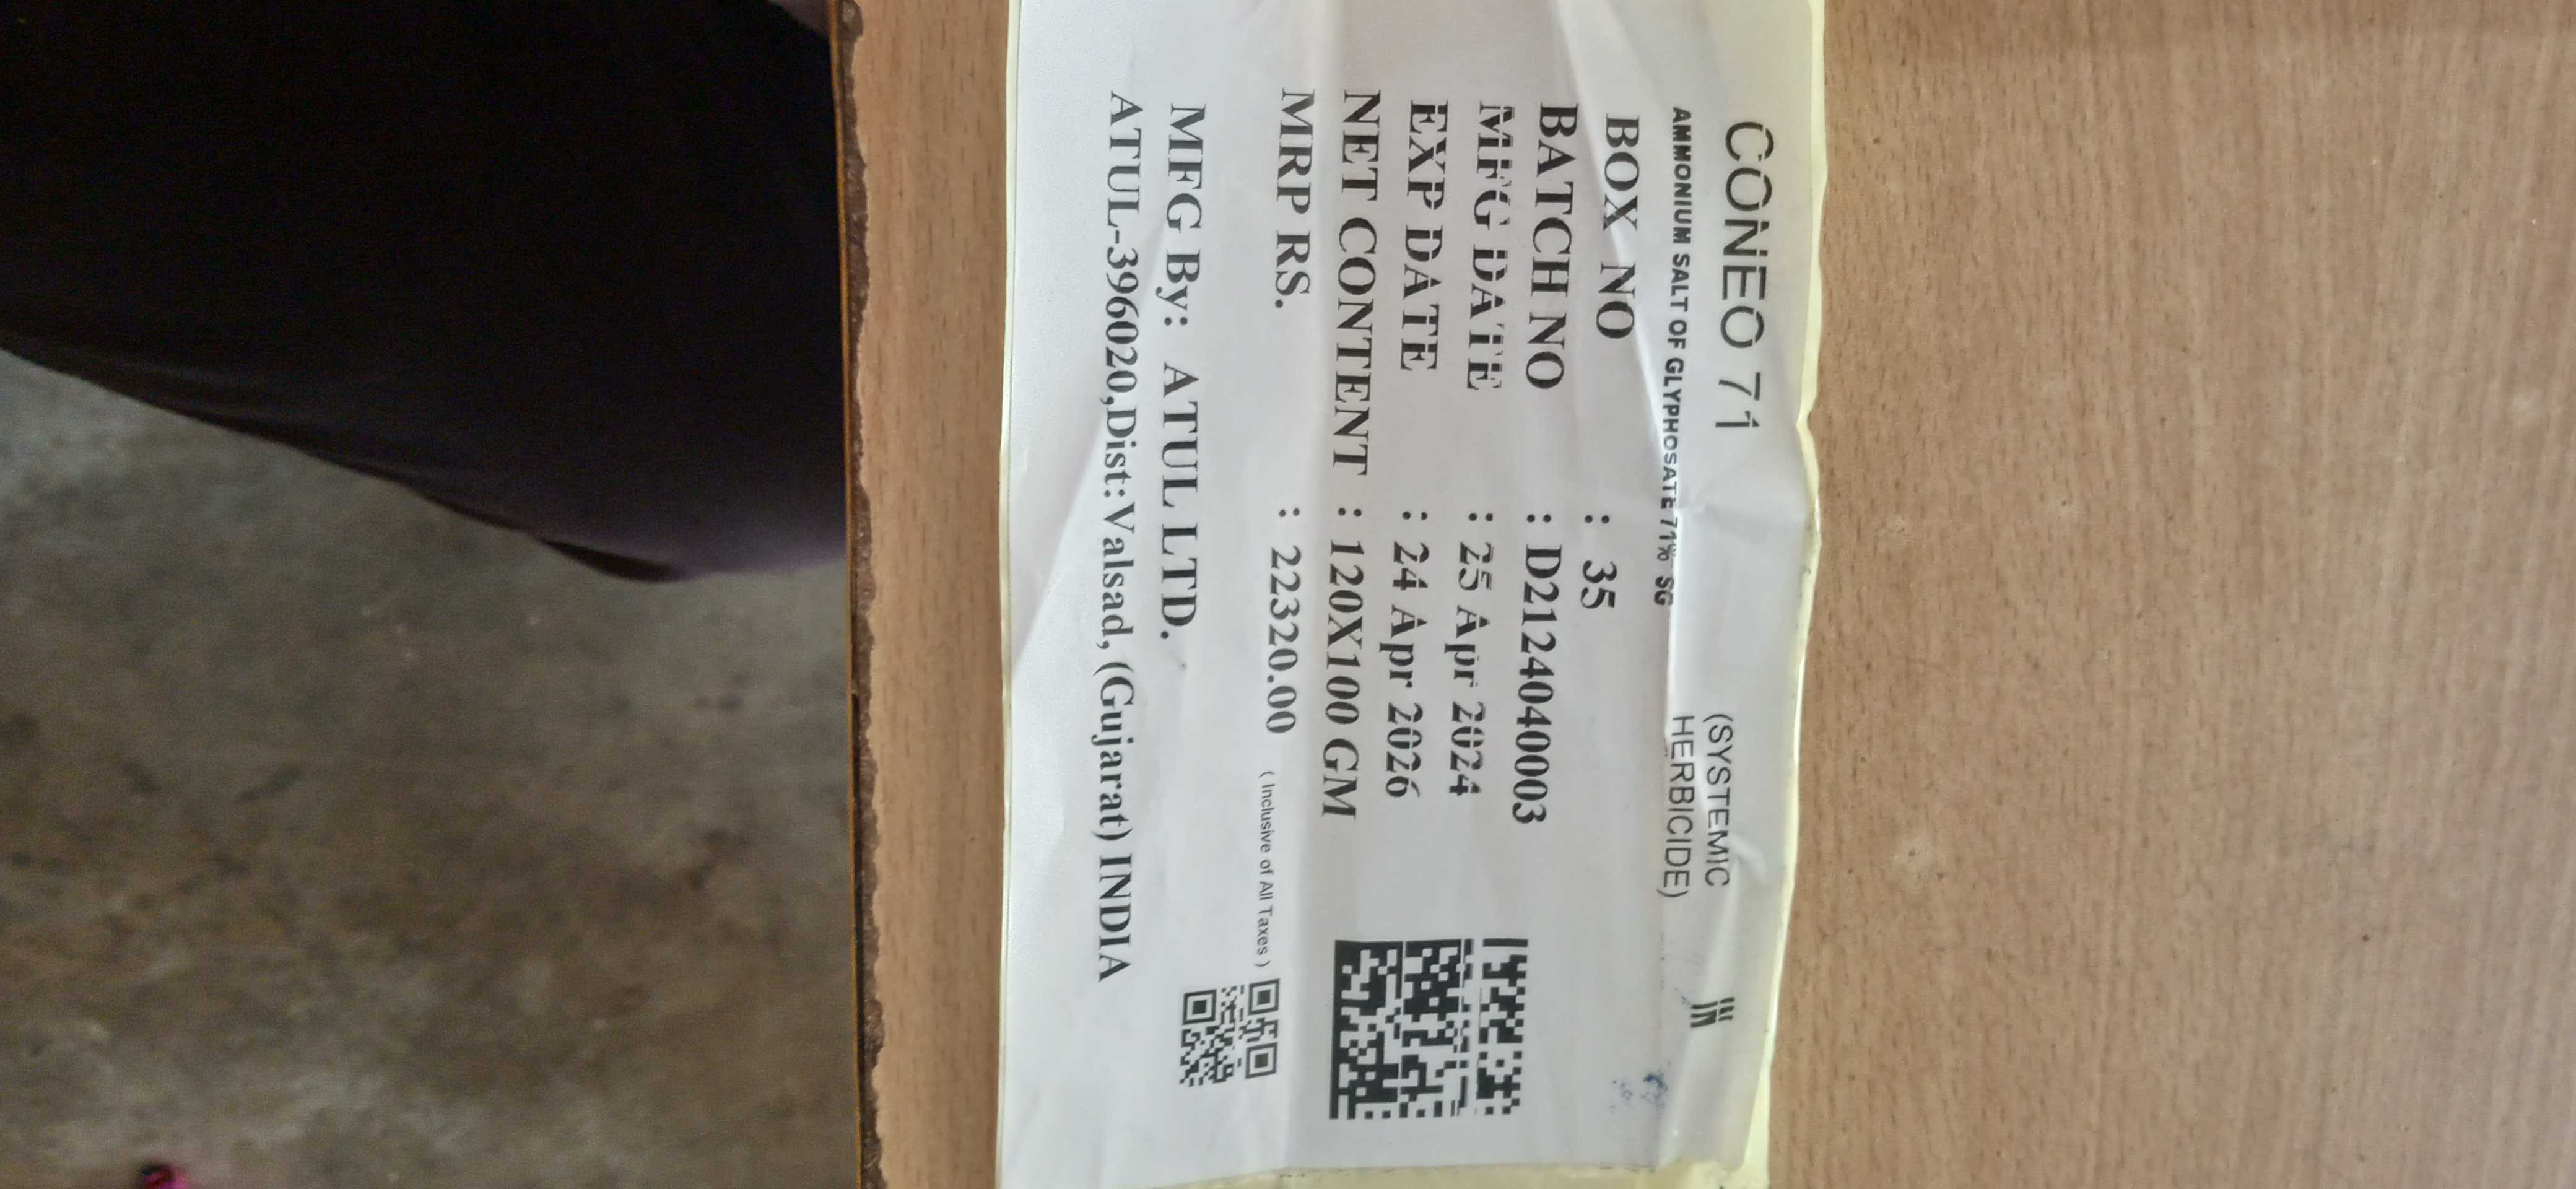 CONEO 71 (SYSTEMIC HERBICIDE)
AMMONIUM SALT OF GLYPHOSATE 71% SG
BOX NO : 35
BATCH NO : D2124040003
MFG DATE : 25 Apr 2024
EXP DATE : 24 Apr 2026
NET CONTENT : 120X100 GM
MRP RS. : 22320.00 ( Inclusive of All Taxes )
MFG By: ATUL LTD.
ATUL-396020,Dist:Valsad, (Gujarat) INDIA